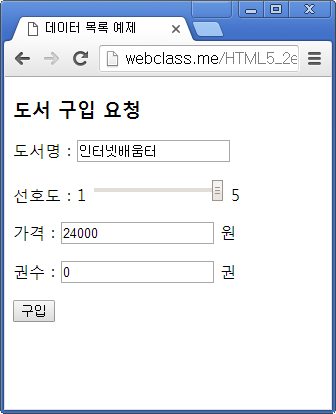 데이터 목록 예제
webclass.me/HTML5_2e
도서 구입 요청
도서명 : 인터넷배움터
선호도 : 1 5
가격 : 24000 원
권수 : 0 권
구입